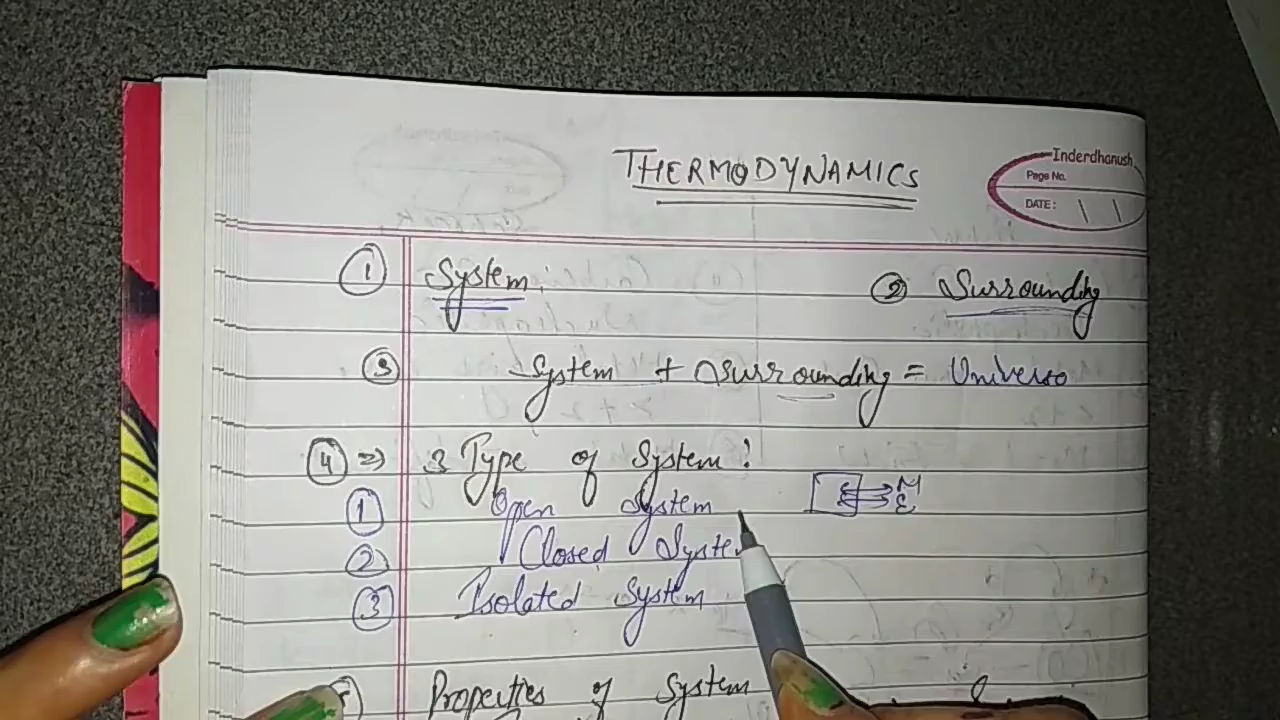 THERMODYNAMICS
Inderdhanush
Page No.
DATE :
① System:
② Surrounding
③ System + Surrounding = Universe
④ => 3 Type of System :
① Open System M
E
② Closed System
③ Isolated System
Properties of System